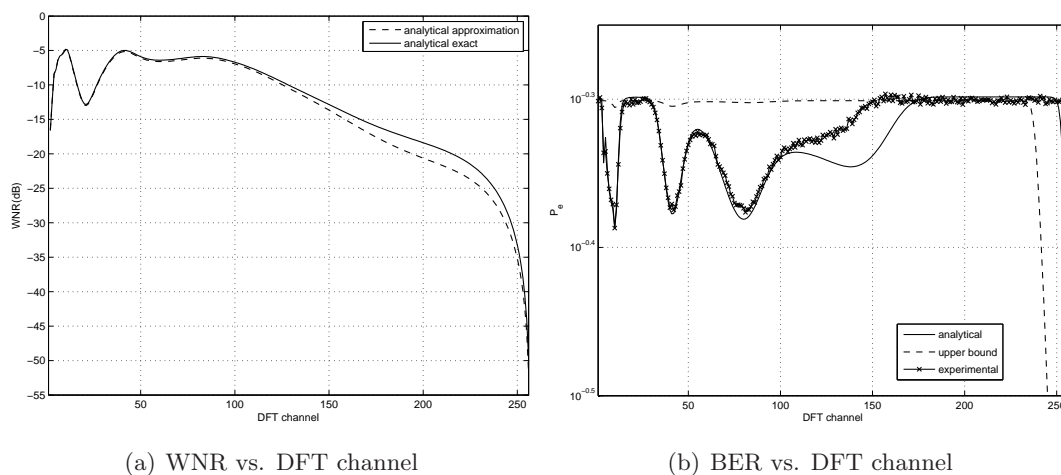 0
−5
−10
−15
−20
−25
−30
−35
−40
−45
−50
−55
WNR(dB)
50
100
150
200
250
DFT channel
analytical approximation
analytical exact
(a) WNR vs. DFT channel
10^−0.3
10^−0.4
10^−0.5
P_e
50
100
150
200
250
DFT channel
analytical
upper bound
experimental
(b) BER vs. DFT channel